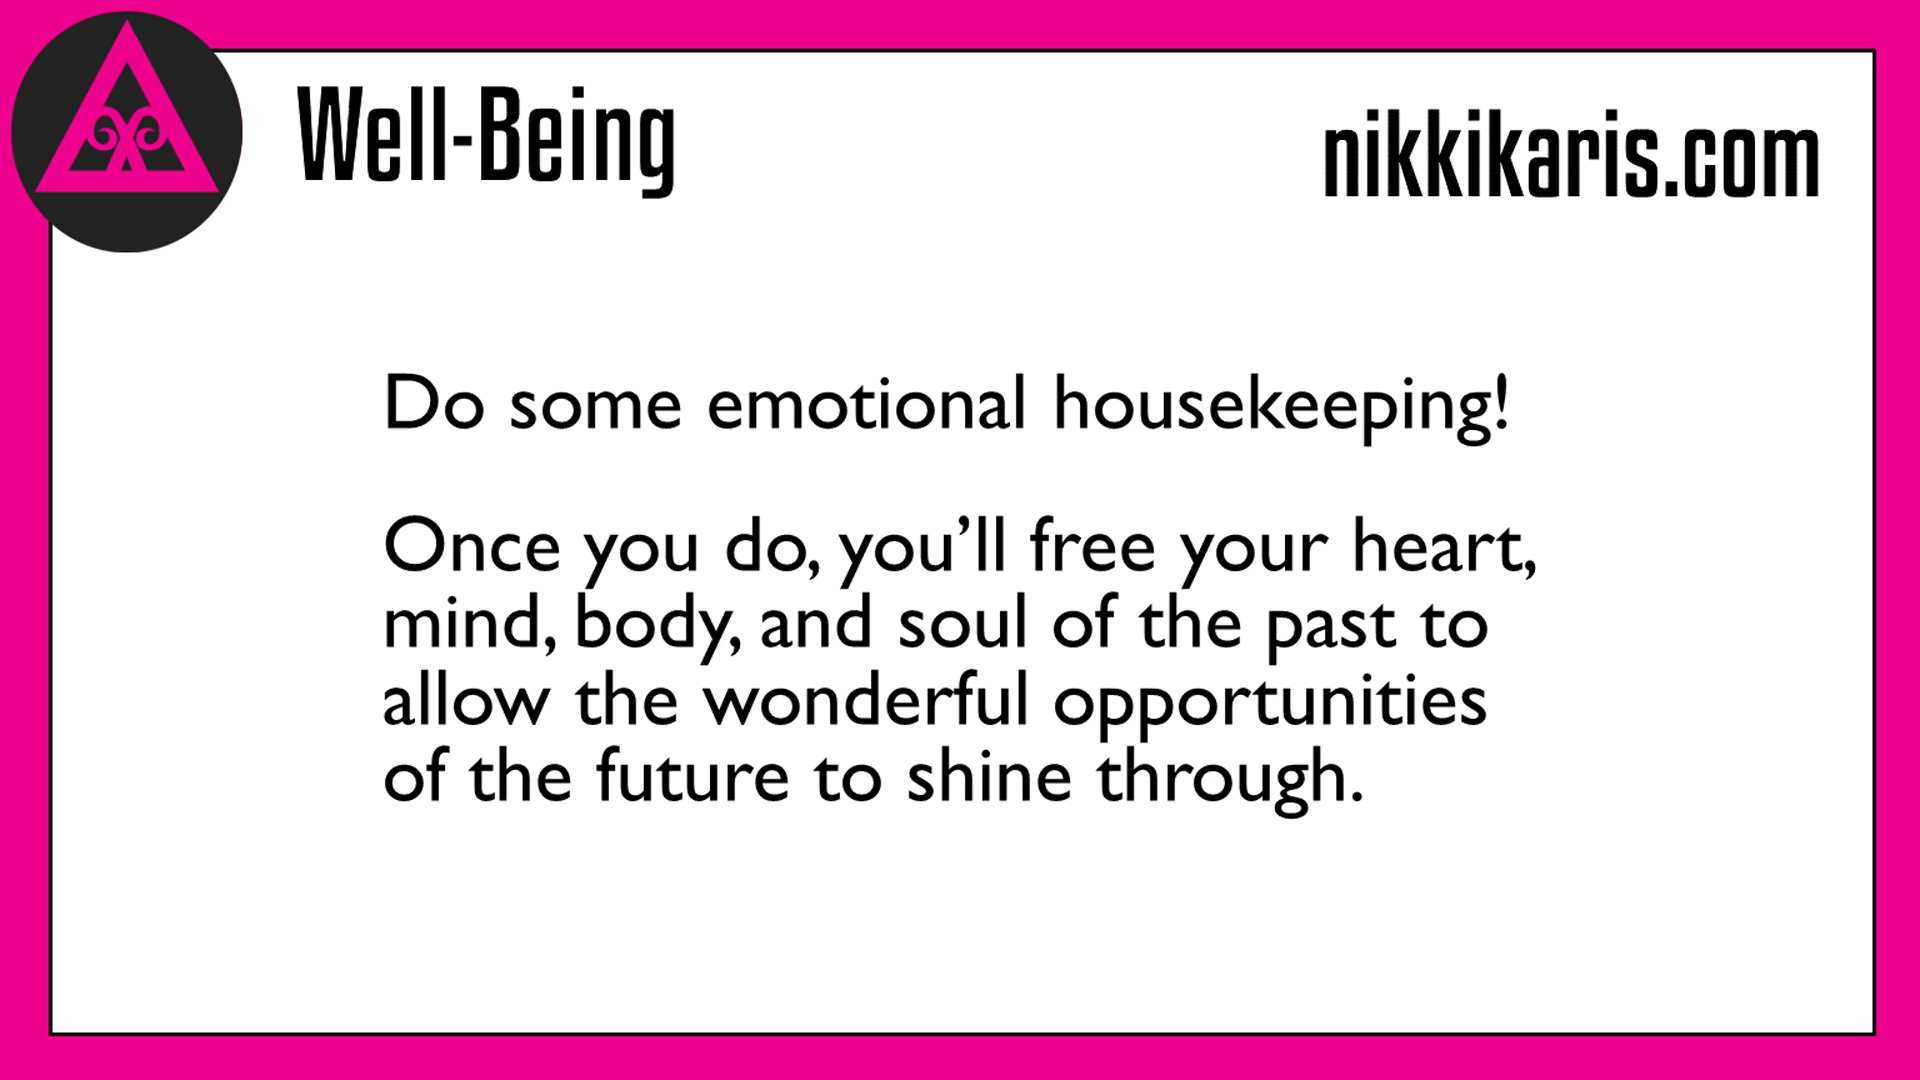 Well-Being
nikkikaris.com
Do some emotional housekeeping!
Once you do, you’ll free your heart,
mind, body, and soul of the past to
allow the wonderful opportunities
of the future to shine through.